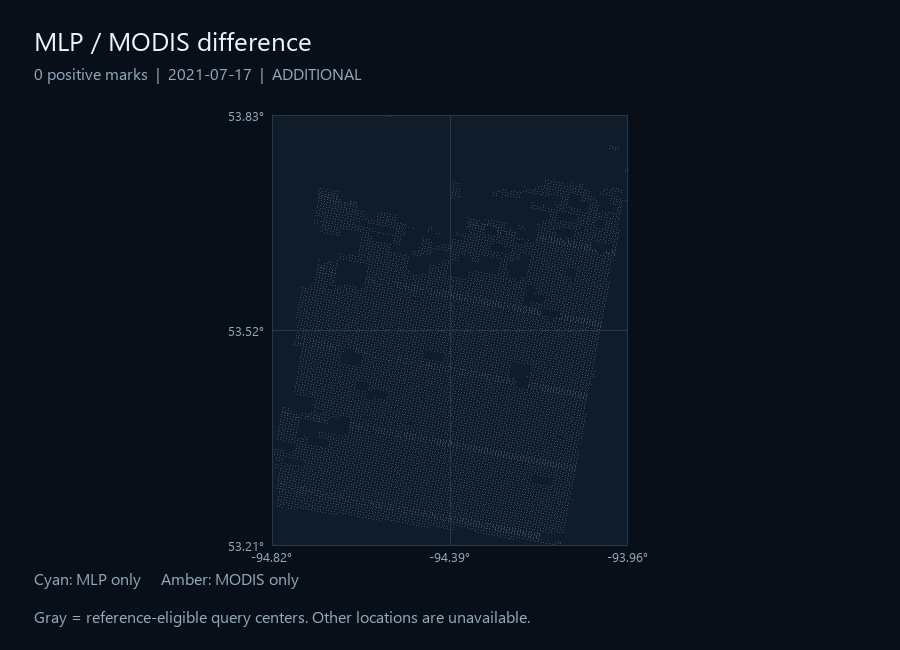 MLP / MODIS difference
0 positive marks | 2021-07-17 | ADDITIONAL
53.83°
53.52°
53.21°
-94.82° -94.39° -93.96°
Cyan: MLP only Amber: MODIS only
Gray = reference-eligible query centers. Other locations are unavailable.